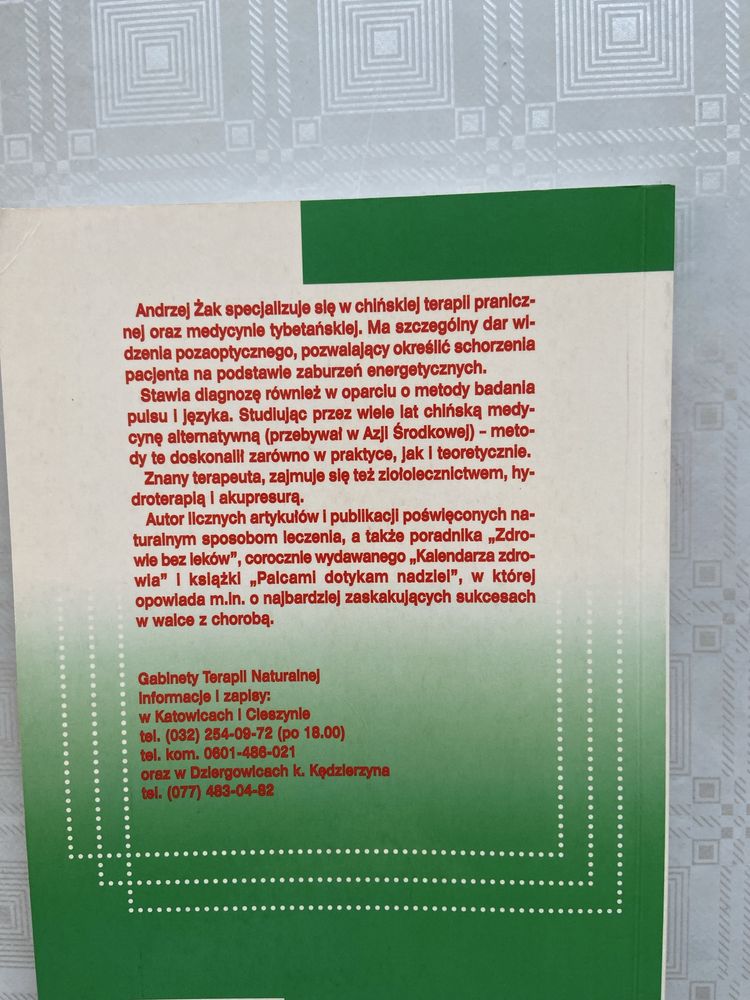 Andrzej Żak specjalizuje się w chińskiej terapii pranicz-
nej oraz medycynie tybetańskiej. Ma szczególny dar wi-
dzenia pozaoptycznego, pozwalający określić schorzenia
pacjenta na podstawie zaburzeń energetycznych.
Stawia diagnozę również w oparciu o metody badania
pulsu i języka. Studiując przez wiele lat chińską medy-
cynę alternatywną (przebywał w Azji Środkowej) – meto-
dy te doskonalił zarówno w praktyce, jak i teoretycznie.
Znany terapeuta, zajmuje się też ziołolecznictwem, hy-
droterapią i akupresurą.
Autor licznych artykułów i publikacji poświęconych na-
turalnym sposobom leczenia, a także poradnika „Zdro-
wie bez leków”, corocznie wydawanego „Kalendarza zdro-
wia” i książki „Palcami dotykam nadziei”, w której
opowiada m.in. o najbardziej zaskakujących sukcesach
w walce z chorobą.
Gabinety Terapii Naturalnej
Informacje i zapisy:
w Katowicach i Cieszynie
tel. (032) 254-09-72 (po 18.00)
tel. kom. 0601-486-021
oraz w Dziergowicach k. Kędzierzyna
tel. (077) 483-04-82